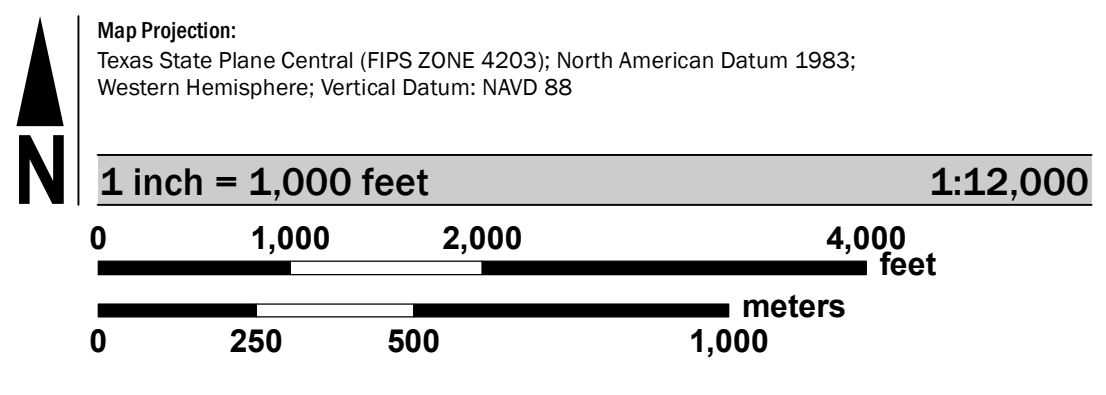 Map Projection:
Texas State Plane Central (FIPS ZONE 4203); North American Datum 1983;
Western Hemisphere; Vertical Datum: NAVD 88
N
1 inch = 1,000 feet 1:12,000
0 1,000 2,000 4,000
feet
meters
0 250 500 1,000